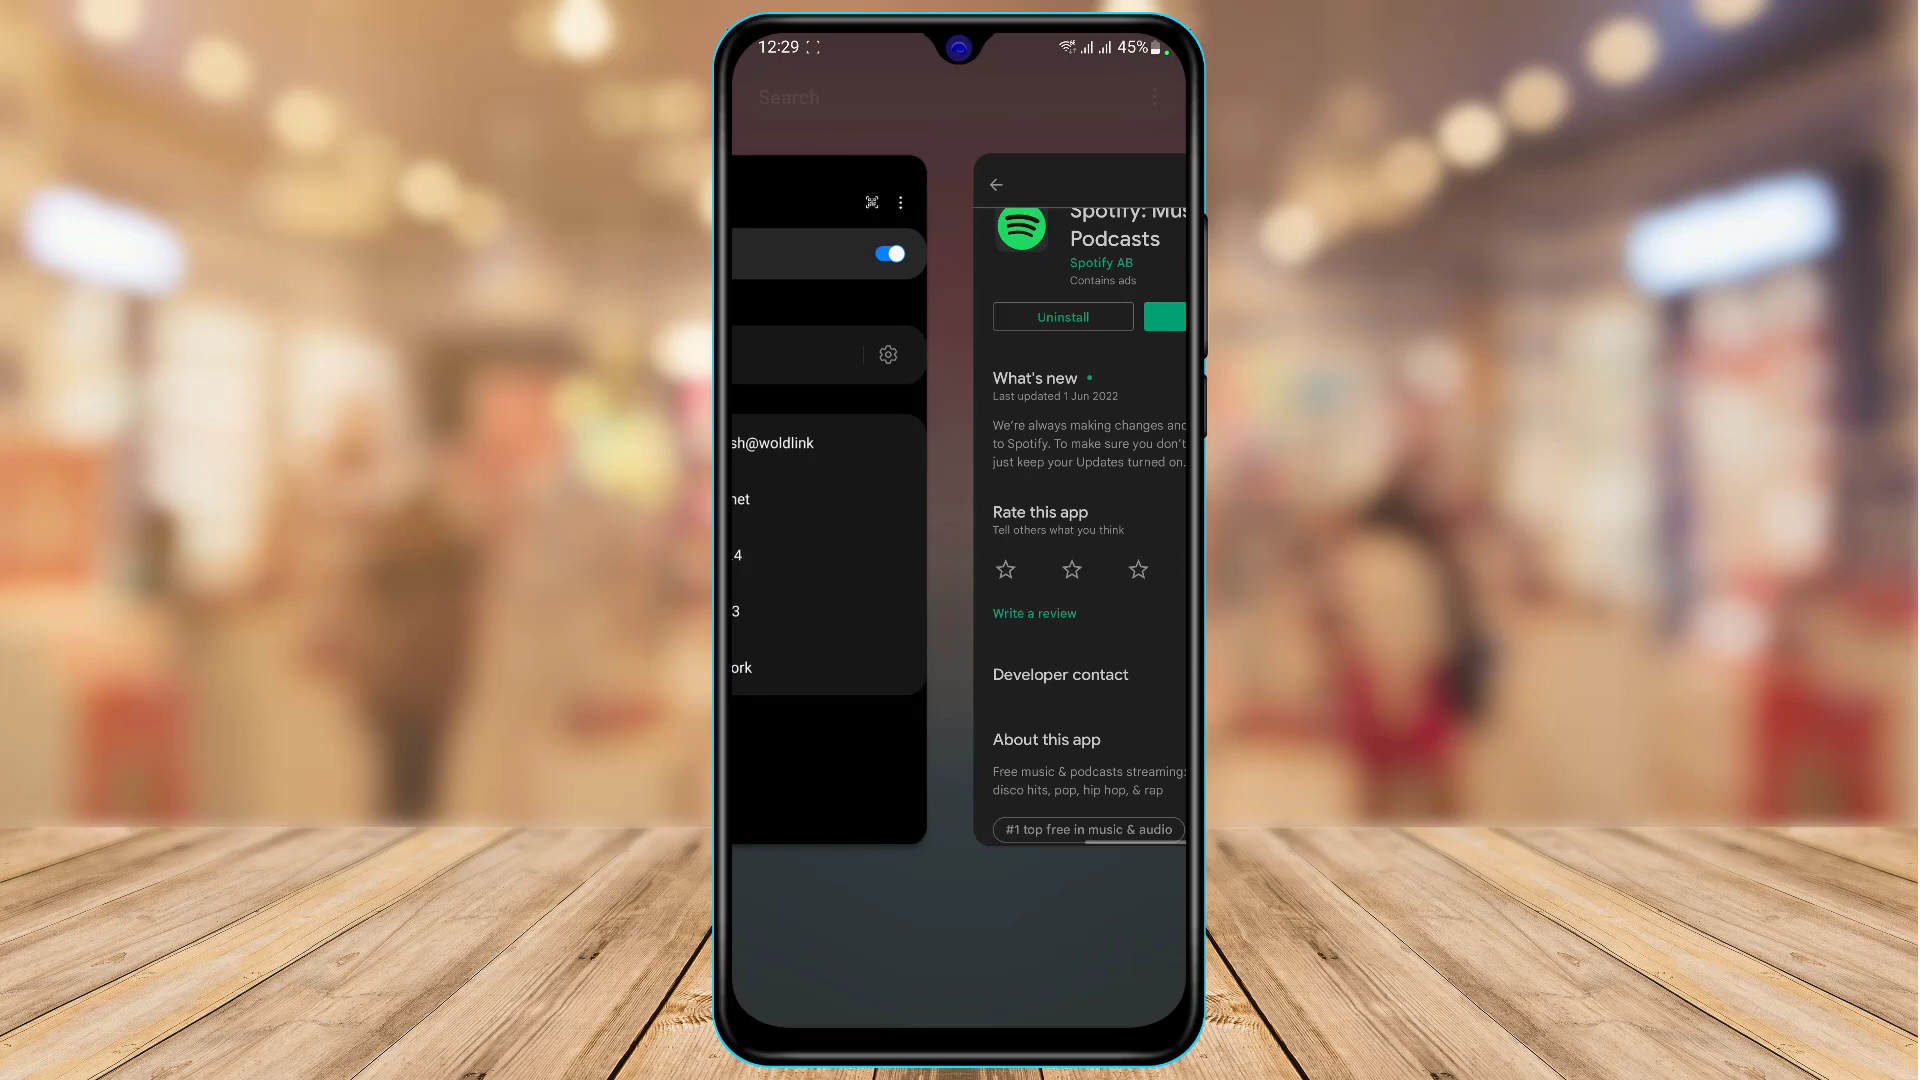 12:29
45%
Search
sh@woldlink
net
.4
3
ork
Spotify: Mus
Podcasts
Spotify AB
Contains ads
Uninstall
What's new
Last updated 1 Jun 2022
We're always making changes and
to Spotify. To make sure you don't
just keep your Updates turned on.
Rate this app
Tell others what you think
Write a review
Developer contact
About this app
Free music & podcasts streaming:
disco hits, pop, hip hop, & rap
#1 top free in music & audio